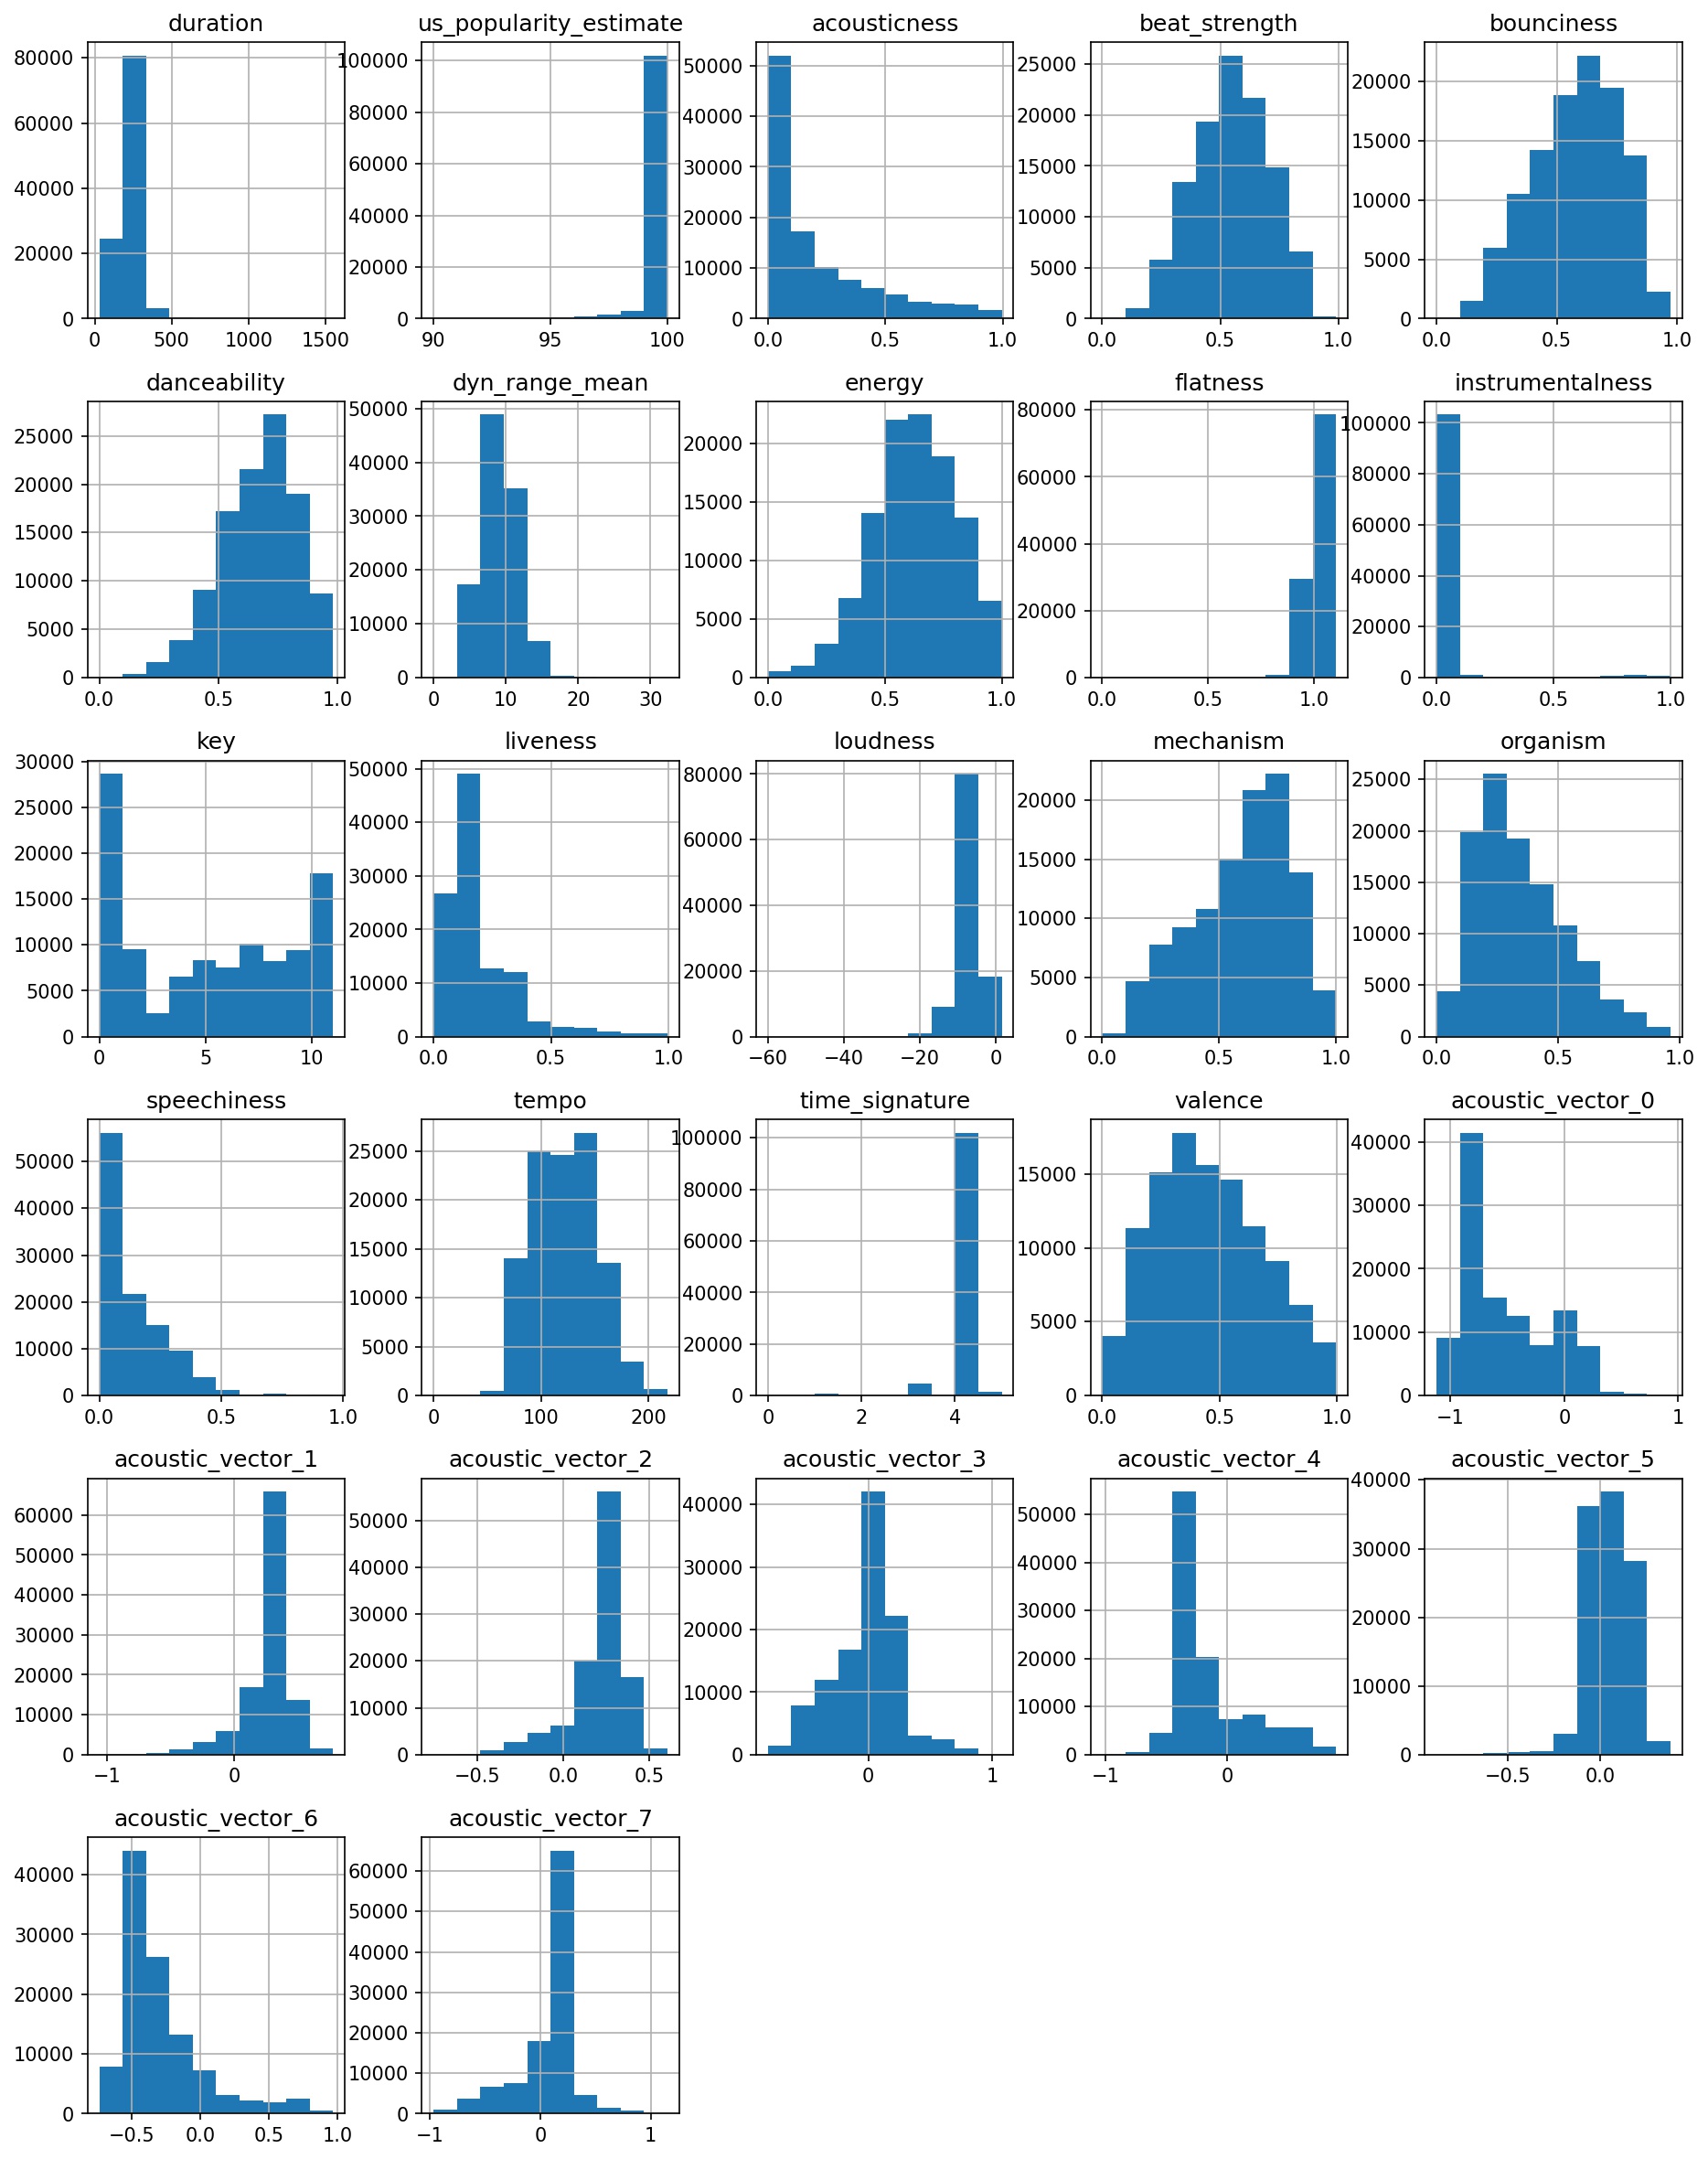 duration us_popularity_estimate acousticness beat_strength bounciness
80000 60000 40000 20000 0
0 500 1000 1500
100000 80000 60000 40000 20000 0
90 95 100
50000 40000 30000 20000 10000 0
0.0 0.5 1.0
25000 20000 15000 10000 5000 0
0.0 0.5 1.0
20000 15000 10000 5000 0
0.0 0.5 1.0
danceability dyn_range_mean energy flatness instrumentalness
25000 20000 15000 10000 5000 0
0.0 0.5 1.0
50000 40000 30000 20000 10000 0
0 10 20 30
20000 15000 10000 5000 0
0.0 0.5 1.0
80000 60000 40000 20000 0
0.0 0.5 1.0
100000 80000 60000 40000 20000 0
0.0 0.5 1.0
key liveness loudness mechanism organism
30000 25000 20000 15000 10000 5000 0
0 5 10
50000 40000 30000 20000 10000 0
0.0 0.5 1.0
80000 60000 40000 20000 0
−60 −40 −20 0
20000 15000 10000 5000 0
0.0 0.5 1.0
25000 20000 15000 10000 5000 0
0.0 0.5 1.0
speechiness tempo time_signature valence acoustic_vector_0
50000 40000 30000 20000 10000 0
0.0 0.5 1.0
25000 20000 15000 10000 5000 0
0 100 200
100000 80000 60000 40000 20000 0
0 2 4
15000 10000 5000 0
0.0 0.5 1.0
40000 30000 20000 10000 0
−1 0 1
acoustic_vector_1 acoustic_vector_2 acoustic_vector_3 acoustic_vector_4 acoustic_vector_5
60000 50000 40000 30000 20000 10000 0
−1 0
50000 40000 30000 20000 10000 0
−0.5 0.0 0.5
40000 30000 20000 10000 0
0 1
50000 40000 30000 20000 10000 0
−1 0
40000 30000 20000 10000 0
−0.5 0.0
acoustic_vector_6 acoustic_vector_7
40000 30000 20000 10000 0
−0.5 0.0 0.5 1.0
60000 50000 40000 30000 20000 10000 0
−1 0 1